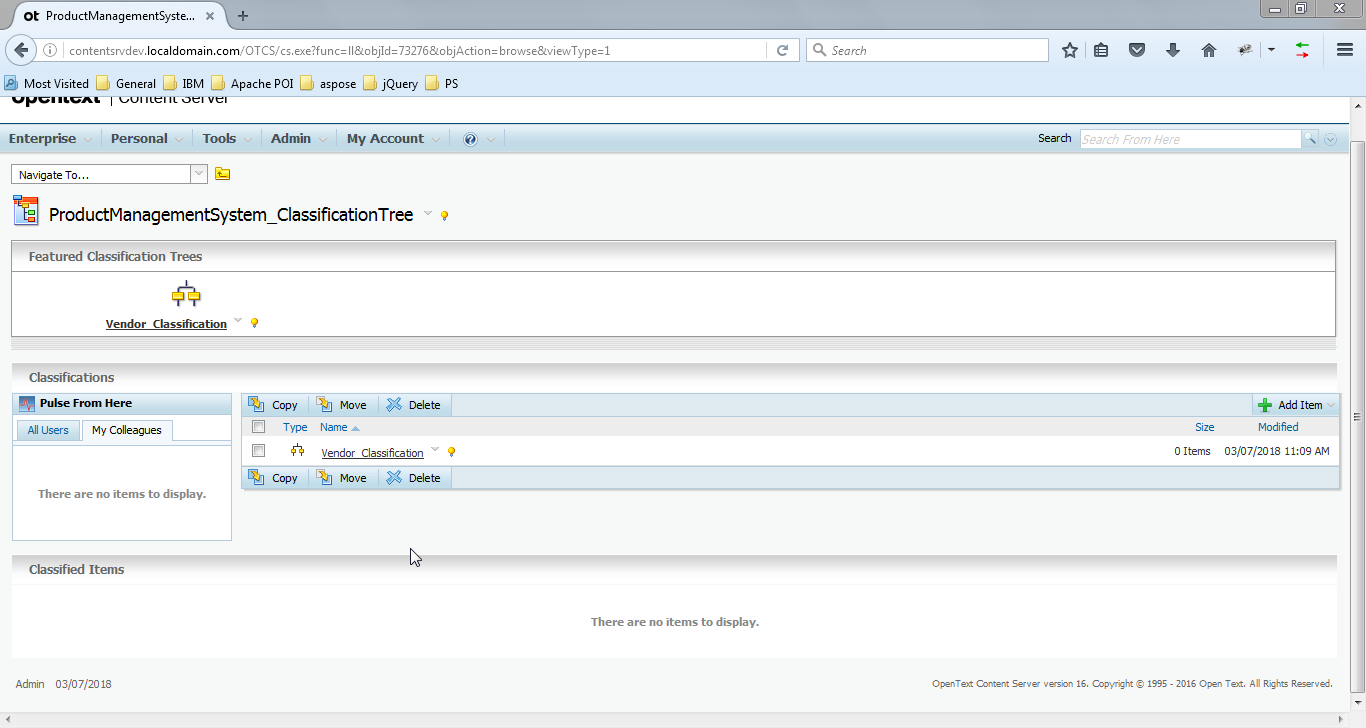 ot ProductManagementSyste...
contentsrvdev.localdomain.com/OTCS/cs.exe?func=ll&objId=73276&objAction=browse&viewType=1
Search
Most Visited General IBM Apache POI aspose jQuery PS
opentext | Content Server
Enterprise Personal Tools Admin My Account ?
Search Search From Here
Navigate To...
ProductManagementSystem_ClassificationTree
Featured Classification Trees
Vendor_Classification
Classifications
Pulse From Here
All Users My Colleagues
There are no items to display.
Copy Move Delete Add Item
Type Name Size Modified
Vendor_Classification 0 Items 03/07/2018 11:09 AM
Copy Move Delete
Classified Items
There are no items to display.
Admin 03/07/2018
OpenText Content Server version 16. Copyright © 1995 - 2016 Open Text. All Rights Reserved.